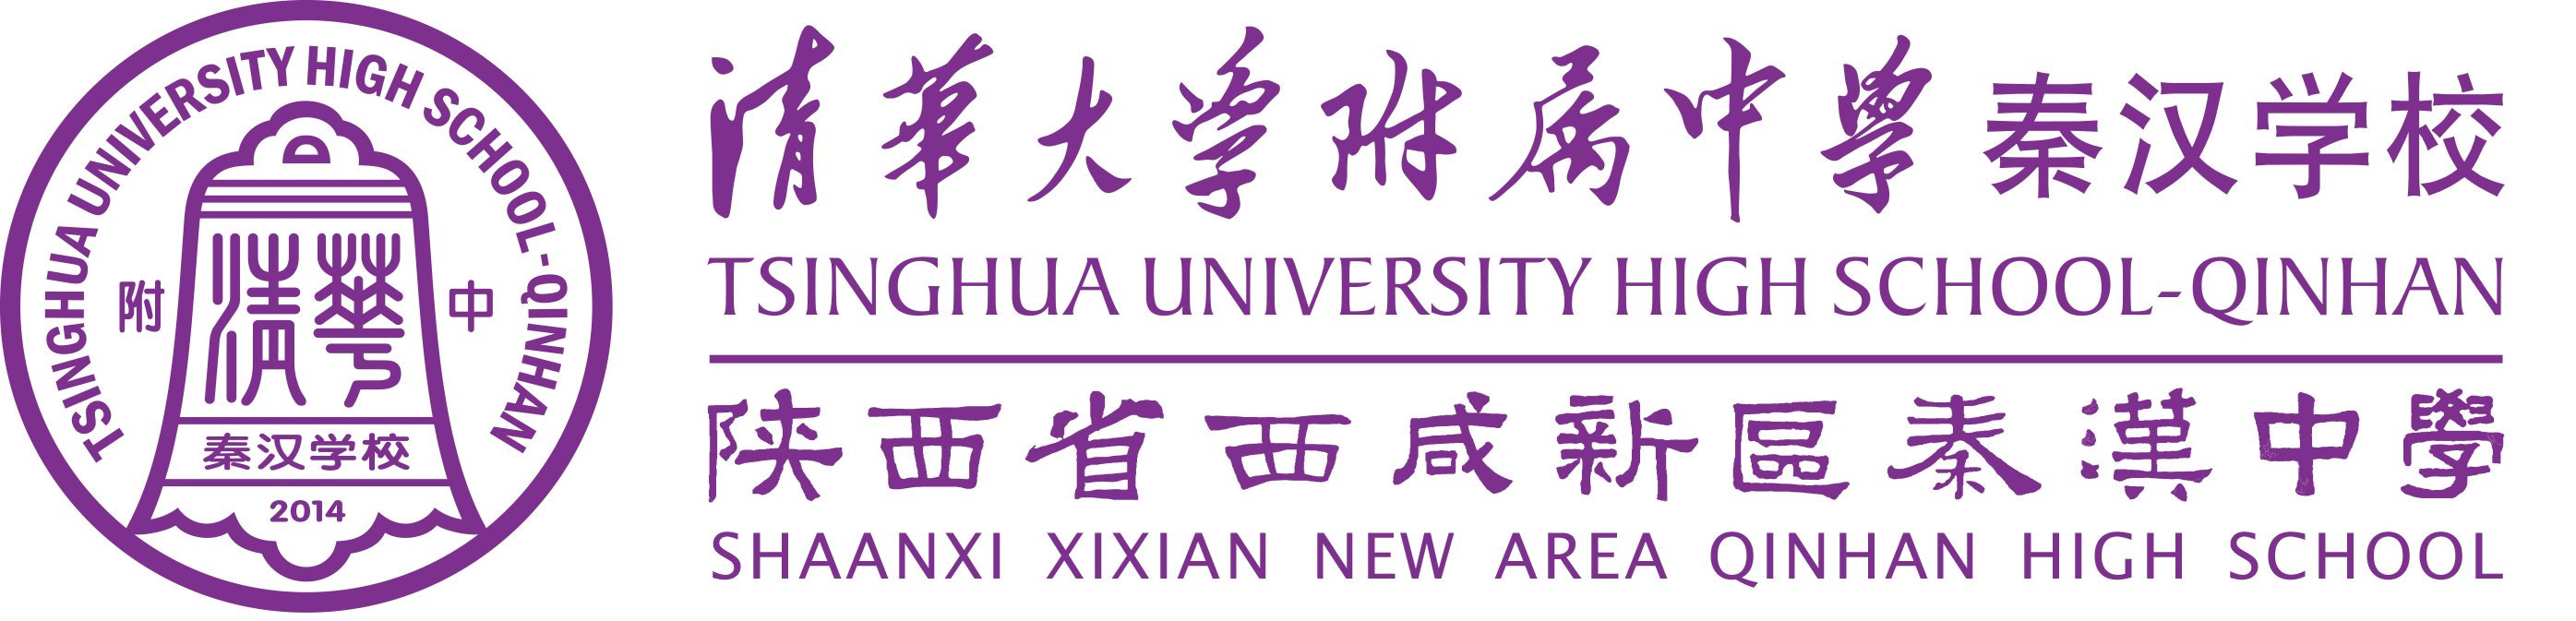 TSINGHUA UNIVERSITY HIGH SCHOOL-QINHAN
附 清華 中
秦汉学校
2014
清華大学附属中學秦汉学校
TSINGHUA UNIVERSITY HIGH SCHOOL-QINHAN
陕西省西咸新區秦漢中學
SHAANXI XIXIAN NEW AREA QINHAN HIGH SCHOOL